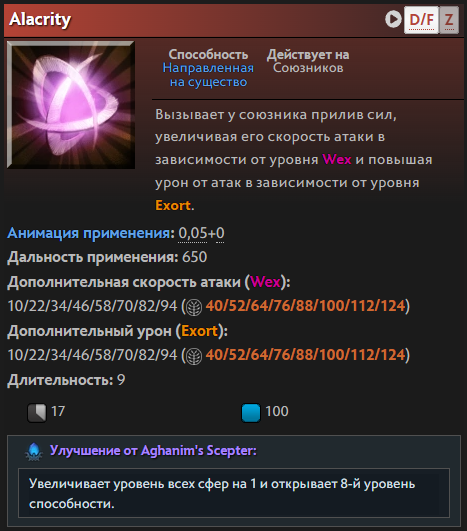 Alacrity
D/F Z
Способность
Направленная
на существо
Действует на
Союзников
Вызывает у союзника прилив сил,
увеличивая его скорость атаки в
зависимости от уровня Wex и повышая
урон от атак в зависимости от уровня
Exort.
Анимация применения: 0,05+0
Дальность применения: 650
Дополнительная скорость атаки (Wex):
10/22/34/46/58/70/82/94 (40/52/64/76/88/100/112/124)
Дополнительный урон (Exort):
10/22/34/46/58/70/82/94 (40/52/64/76/88/100/112/124)
Длительность: 9
17 100
Улучшение от Aghanim's Scepter:
Увеличивает уровень всех сфер на 1 и открывает 8-й уровень
способности.